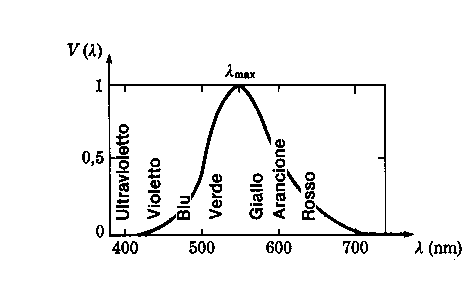 V (λ)
λmax
1
0,5
0
Ultravioletto
Violetto
Blu
Verde
Giallo
Arancione
Rosso
400 500 600 700 λ (nm)